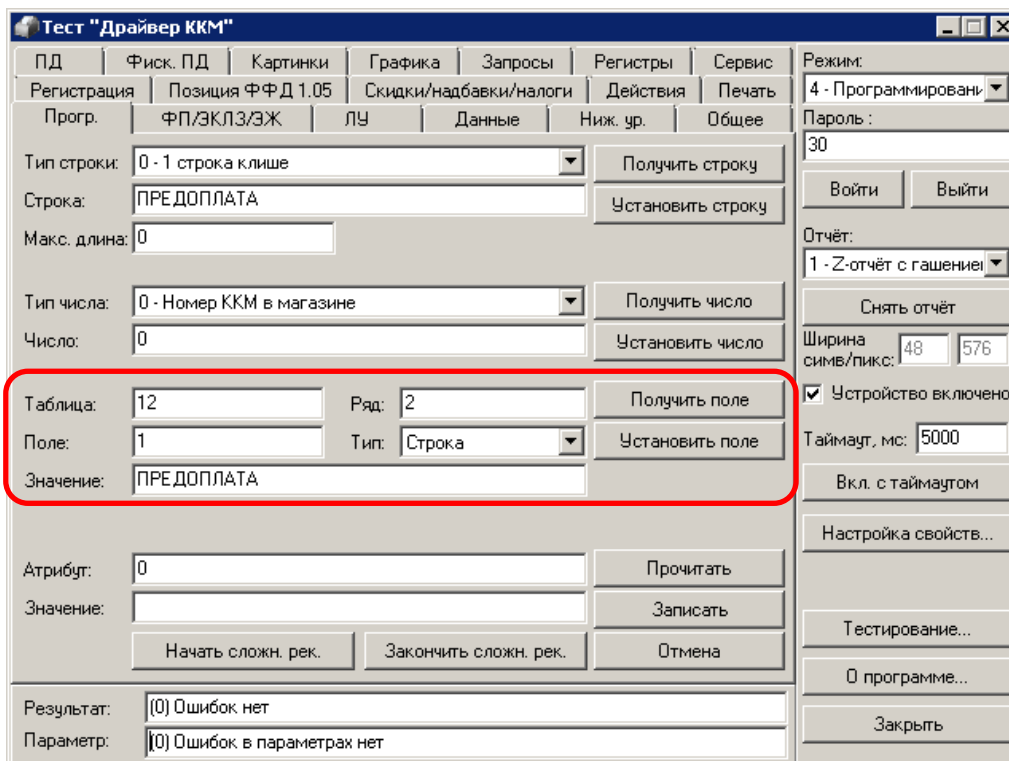 Тест "Драйвер ККМ"
ПД Фиск. ПД Картинки Графика Запросы Регистры Сервис
Регистрация Позиция ФФД 1.05 Скидки/надбавки/налоги Действия Печать
Прогр. ФП/ЭКЛЗ/ЭЖ ЛУ Данные Ниж. ур. Общее
Тип строки: 0 - 1 строка клише Получить строку
Строка: ПРЕДОПЛАТА Установить строку
Макс. длина: 0
Тип числа: 0 - Номер ККМ в магазине Получить число
Число: 0 Установить число
Таблица: 12 Ряд: 2 Получить поле
Поле: 1 Тип: Строка Установить поле
Значение: ПРЕДОПЛАТА
Атрибут: 0 Прочитать
Значение: Записать
Начать сложн. рек. Закончить сложн. рек. Отмена
Результат: (0) Ошибок нет
Параметр: (0) Ошибок в параметрах нет
Режим:
4 - Программировани
Пароль :
30
Войти Выйти
Отчёт:
1 - Z-отчёт с гашение
Снять отчёт
Ширина
симв/пикс: 48 576
Устройство включено
Таймаут, мс: 5000
Вкл. с таймаутом
Настройка свойств...
Тестирование...
О программе...
Закрыть